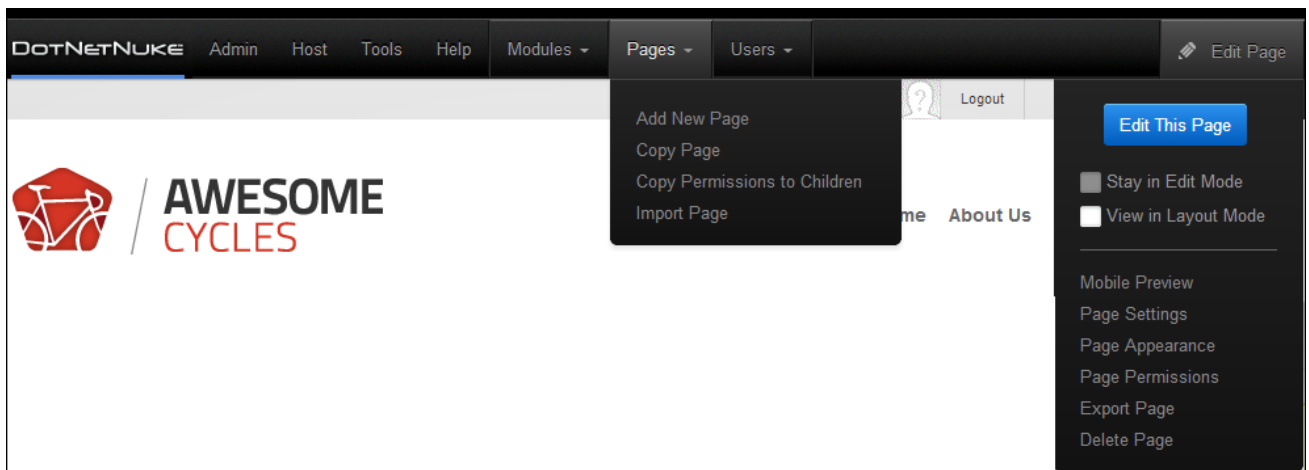 DotNetNuke Admin Host Tools Help Modules Pages Users Edit Page
Logout
Add New Page
Copy Page
Copy Permissions to Children
Import Page
Edit This Page
Stay in Edit Mode
View in Layout Mode
AWESOME
CYCLES
me About Us
Mobile Preview
Page Settings
Page Appearance
Page Permissions
Export Page
Delete Page